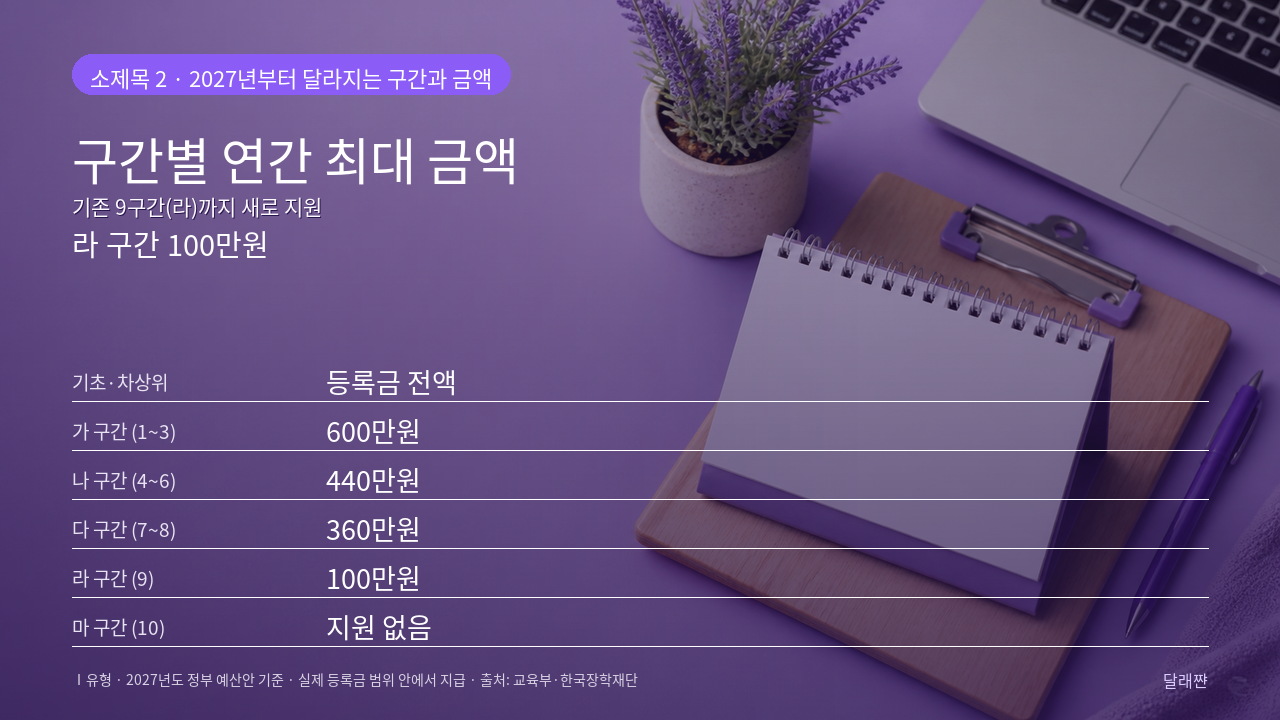 소제목 2 · 2027년부터 달라지는 구간과 금액
구간별 연간 최대 금액
기존 9구간(라)까지 새로 지원
라 구간 100만원
기초·차상위 등록금 전액
가 구간 (1~3) 600만원
나 구간 (4~6) 440만원
다 구간 (7~8) 360만원
라 구간 (9) 100만원
마 구간 (10) 지원 없음
Ⅰ유형 · 2027년도 정부 예산안 기준 · 실제 등록금 범위 안에서 지급 · 출처: 교육부·한국장학재단
달래짠